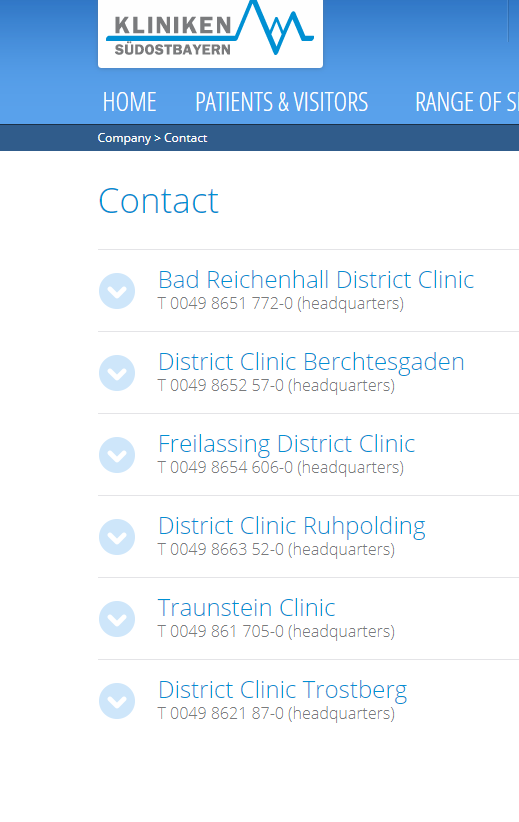 KLINIKEN
SÜDOSTBAYERN
HOME PATIENTS & VISITORS RANGE OF
Company > Contact
Contact
Bad Reichenhall District Clinic
T 0049 8651 772-0 (headquarters)
District Clinic Berchtesgaden
T 0049 8652 57-0 (headquarters)
Freilassing District Clinic
T 0049 8654 606-0 (headquarters)
District Clinic Ruhpolding
T 0049 8663 52-0 (headquarters)
Traunstein Clinic
T 0049 861 705-0 (headquarters)
District Clinic Trostberg
T 0049 8621 87-0 (headquarters)